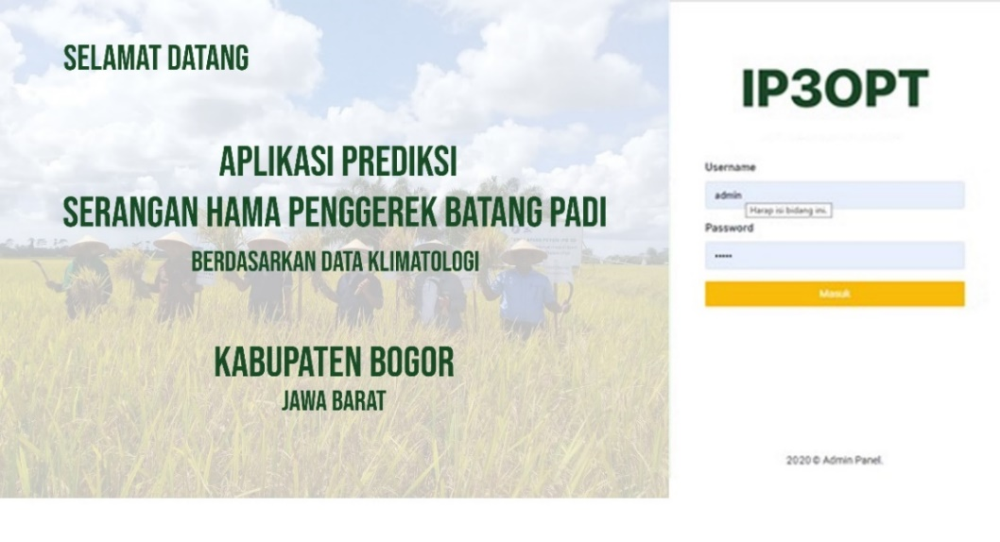 SELAMAT DATANG
APLIKASI PREDIKSI
SERANGAN HAMA PENGGEREK BATANG PADI
BERDASARKAN DATA KLIMATOLOGI
KABUPATEN BOGOR
JAWA BARAT
IP3OPT
Username
admin
Harap isi bidang ini.
Password
•••••
Masuk
2020 © Admin Panel.